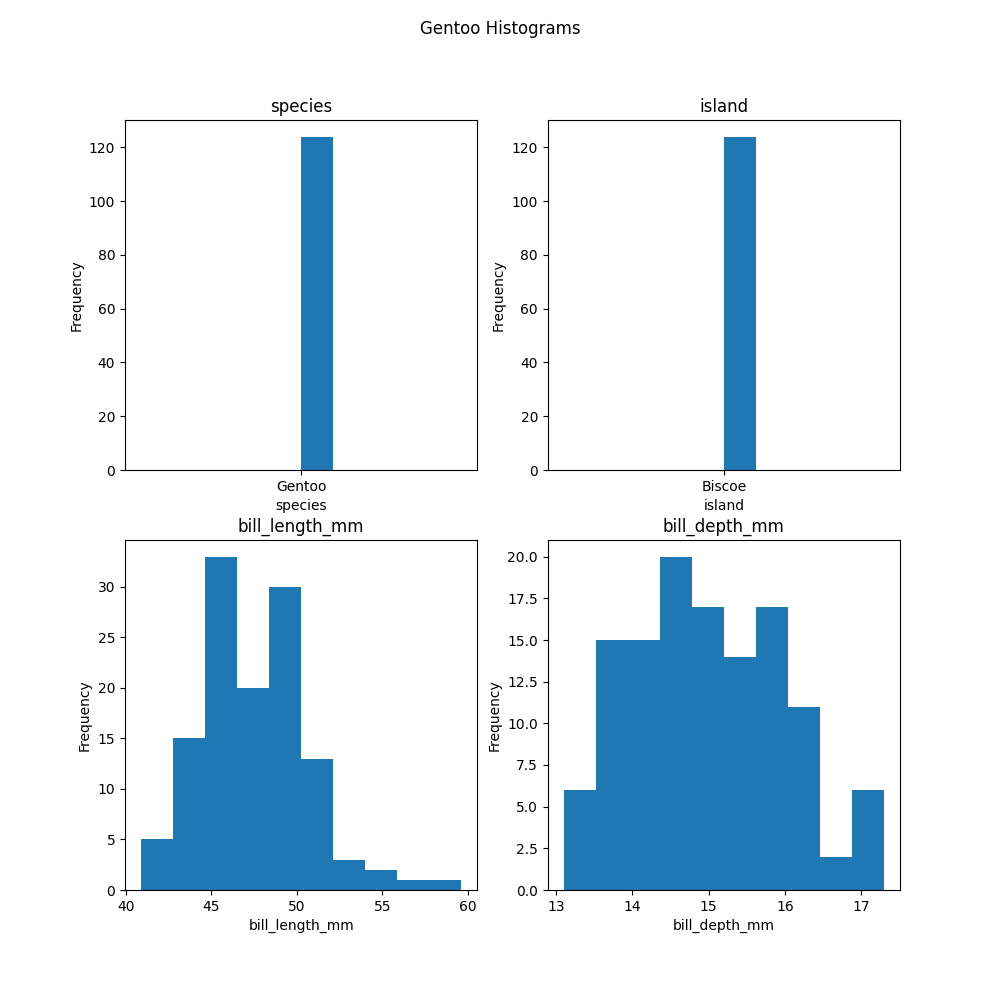 Gentoo Histograms
species
Frequency
120
100
80
60
40
20
0
Gentoo
species
island
Frequency
120
100
80
60
40
20
0
Biscoe
island
bill_length_mm
Frequency
30
25
20
15
10
5
0
40 45 50 55 60
bill_length_mm
bill_depth_mm
Frequency
20.0
17.5
15.0
12.5
10.0
7.5
5.0
2.5
0.0
13 14 15 16 17
bill_depth_mm